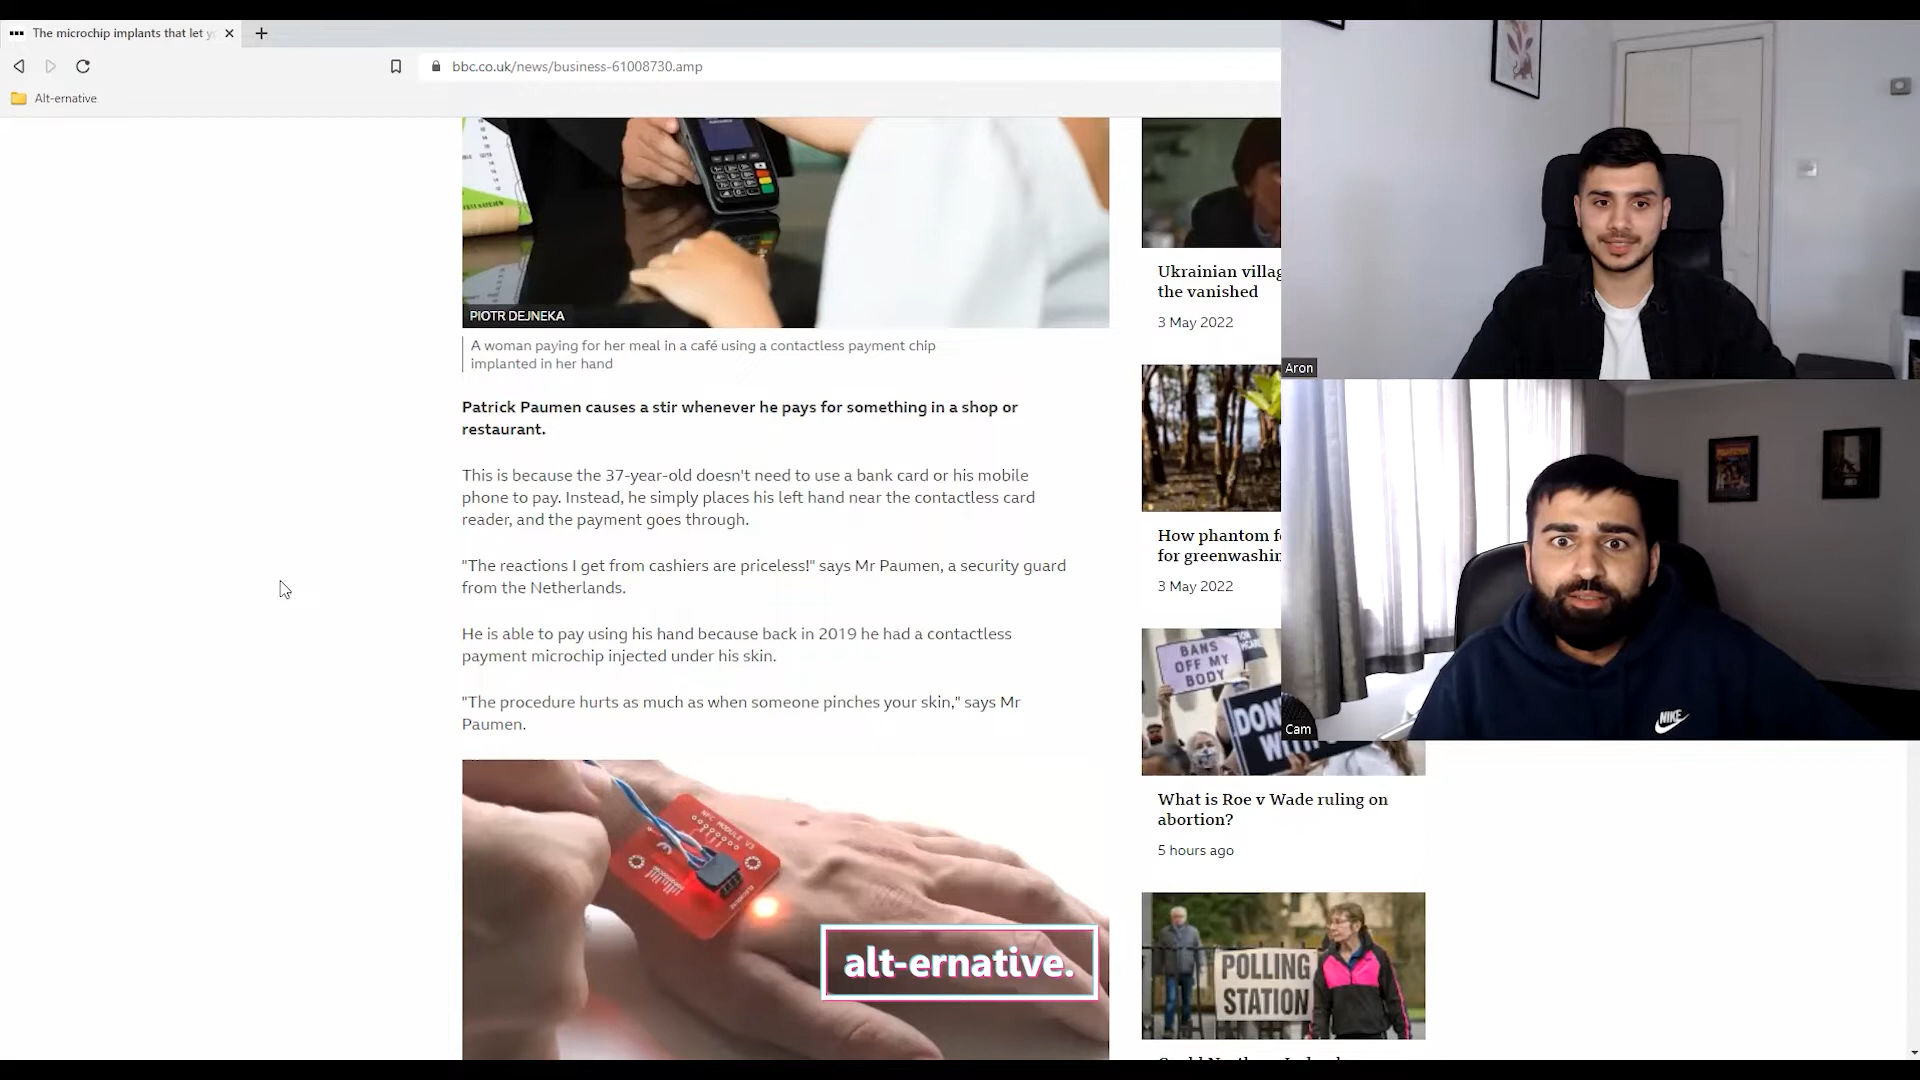 The microchip implants that let y
bbc.co.uk/news/business-61008730.amp
Alt-ernative
PIOTR DEJNEKA
A woman paying for her meal in a café using a contactless payment chip
implanted in her hand
Patrick Paumen causes a stir whenever he pays for something in a shop or
restaurant.
This is because the 37-year-old doesn't need to use a bank card or his mobile
phone to pay. Instead, he simply places his left hand near the contactless card
reader, and the payment goes through.
"The reactions I get from cashiers are priceless!" says Mr Paumen, a security guard
from the Netherlands.
He is able to pay using his hand because back in 2019 he had a contactless
payment microchip injected under his skin.
"The procedure hurts as much as when someone pinches your skin," says Mr
Paumen.
NFC MODULE V3
alt-ernative.
Ukrainian villag
the vanished
3 May 2022
How phantom f
for greenwashin
3 May 2022
BANS
OFF MY
BODY
DON
WITH
What is Roe v Wade ruling on
abortion?
5 hours ago
POLLING
STATION
Aron
Cam
NIKE